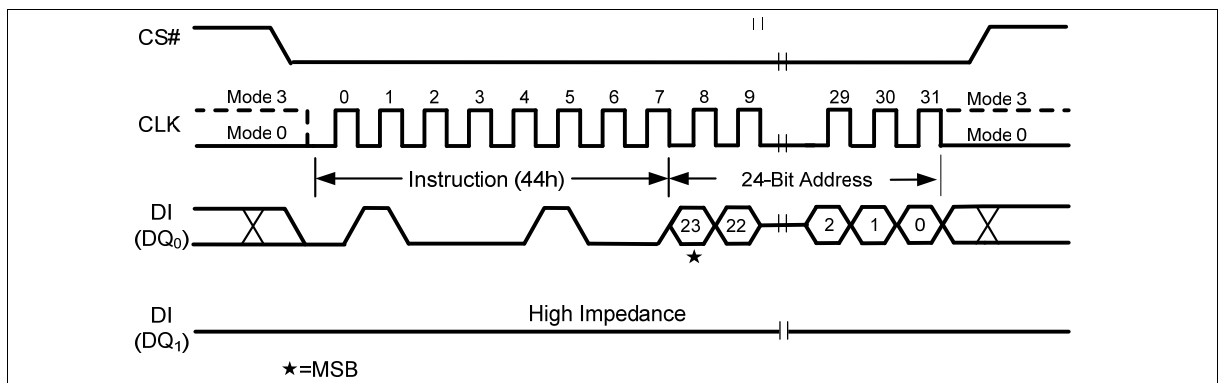 CS#
CLK
Mode 3
Mode 0
0 1 2 3 4 5 6 7 8 9 29 30 31
Mode 3
Mode 0
Instruction (44h)
24-Bit Address
DI
(DQ0)
23 22 2 1 0
★
DI
(DQ1)
High Impedance
★=MSB